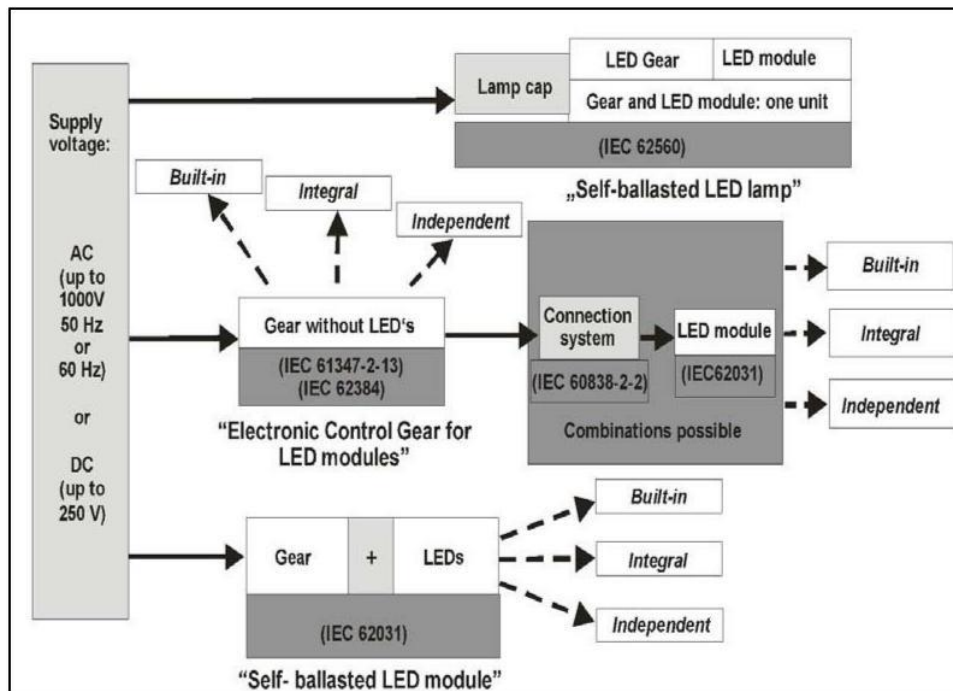 Supply
voltage:
AC
(up to
1000V
50 Hz
or
60 Hz)
or
DC
(up to
250 V)
Lamp cap
LED Gear
LED module
Gear and LED module: one unit
(IEC 62560)
„Self-ballasted LED lamp”
Built-in
Integral
Independent
Gear without LED‘s
(IEC 61347-2-13)
(IEC 62384)
“Electronic Control Gear for
LED modules”
Connection
system
(IEC 60838-2-2)
LED module
(IEC62031)
Combinations possible
Built-in
Integral
Independent
Gear
+
LEDs
(IEC 62031)
“Self- ballasted LED module”
Built-in
Integral
Independent